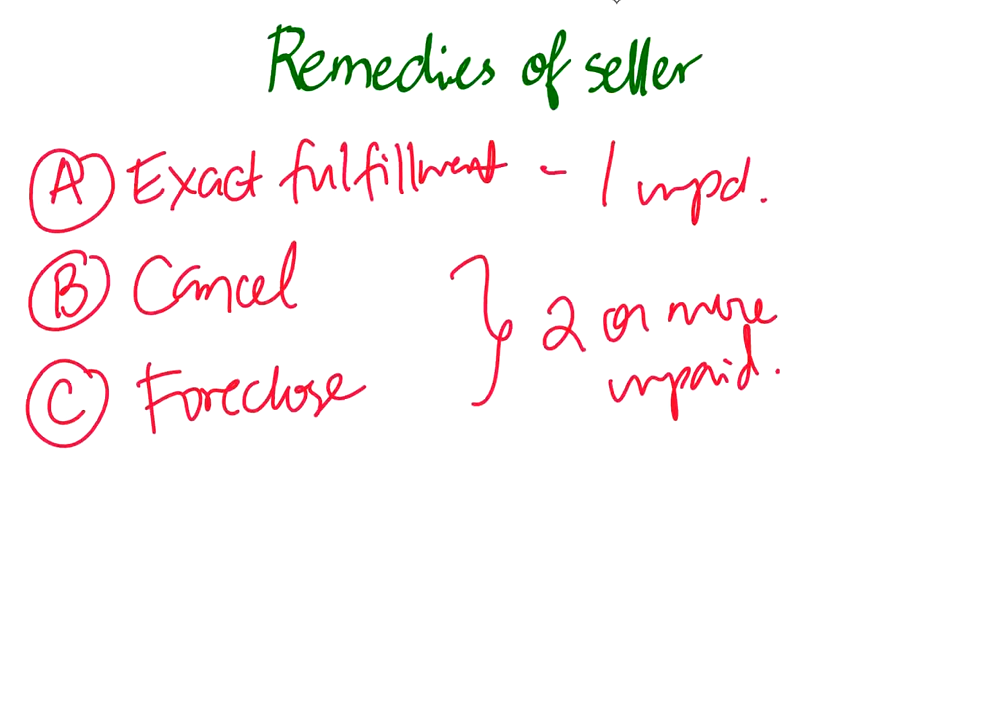 Remedies of seller
A Exact fulfillment - 1 unpd.
B Cancel
C Foreclose
} 2 or more
unpaid.